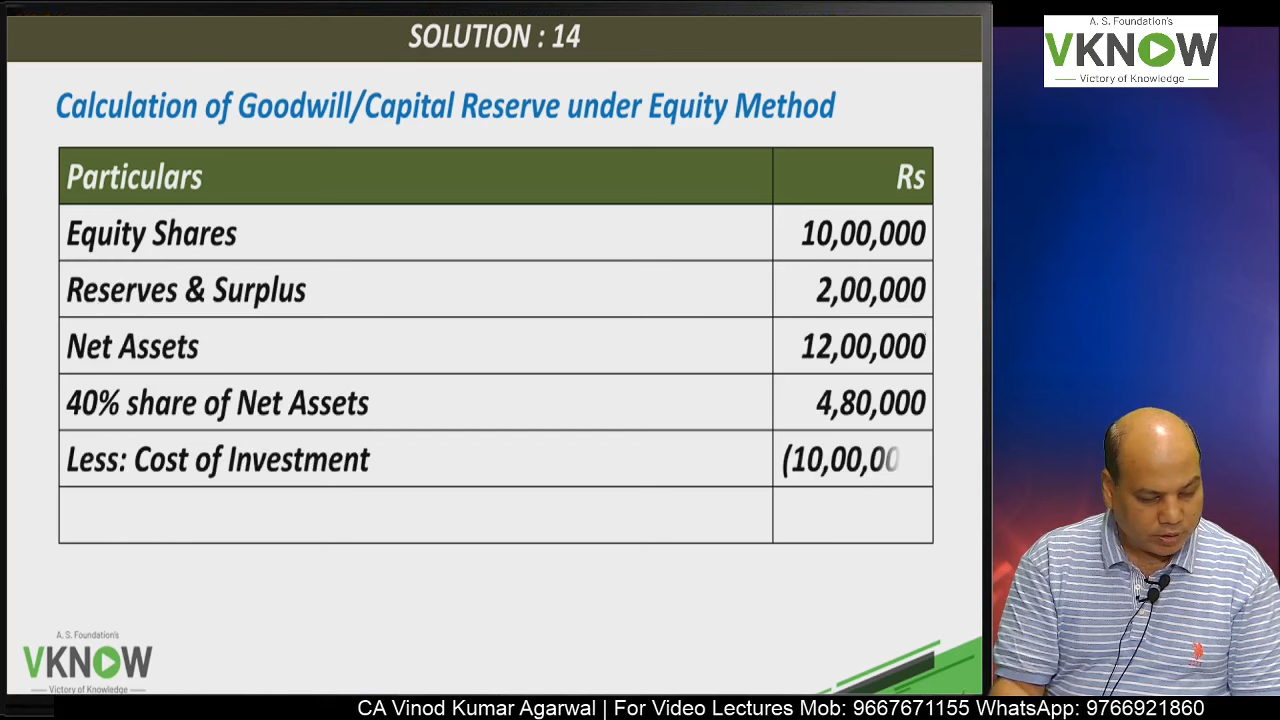 SOLUTION : 14
A. S. Foundation's
VKNOW
Victory of Knowledge
Calculation of Goodwill/Capital Reserve under Equity Method
Particulars Rs
Equity Shares 10,00,000
Reserves & Surplus 2,00,000
Net Assets 12,00,000
40% share of Net Assets 4,80,000
Less: Cost of Investment (10,00,00
A. S. Foundation's
VKNOW
Victory of Knowledge
CA Vinod Kumar Agarwal | For Video Lectures Mob: 9667671155 WhatsApp: 9766921860